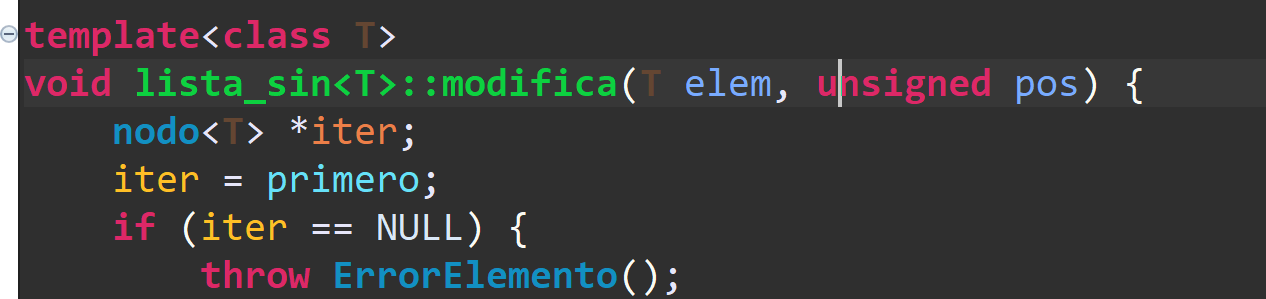 template<class T>
void lista_sin<T>::modifica(T elem, unsigned pos) {
    nodo<T> *iter;
    iter = primero;
    if (iter == NULL) {
        throw ErrorElemento();